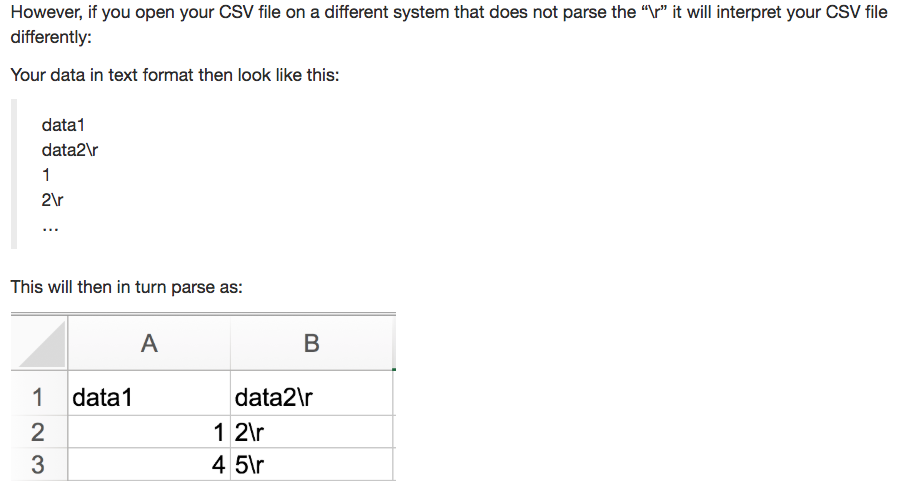 However, if you open your CSV file on a different system that does not parse the “\r” it will interpret your CSV file
differently:
Your data in text format then look like this:
data1
data2\r
1
2\r
...
This will then in turn parse as:
A B
1 data1 data2\r
2 1 2\r
3 4 5\r